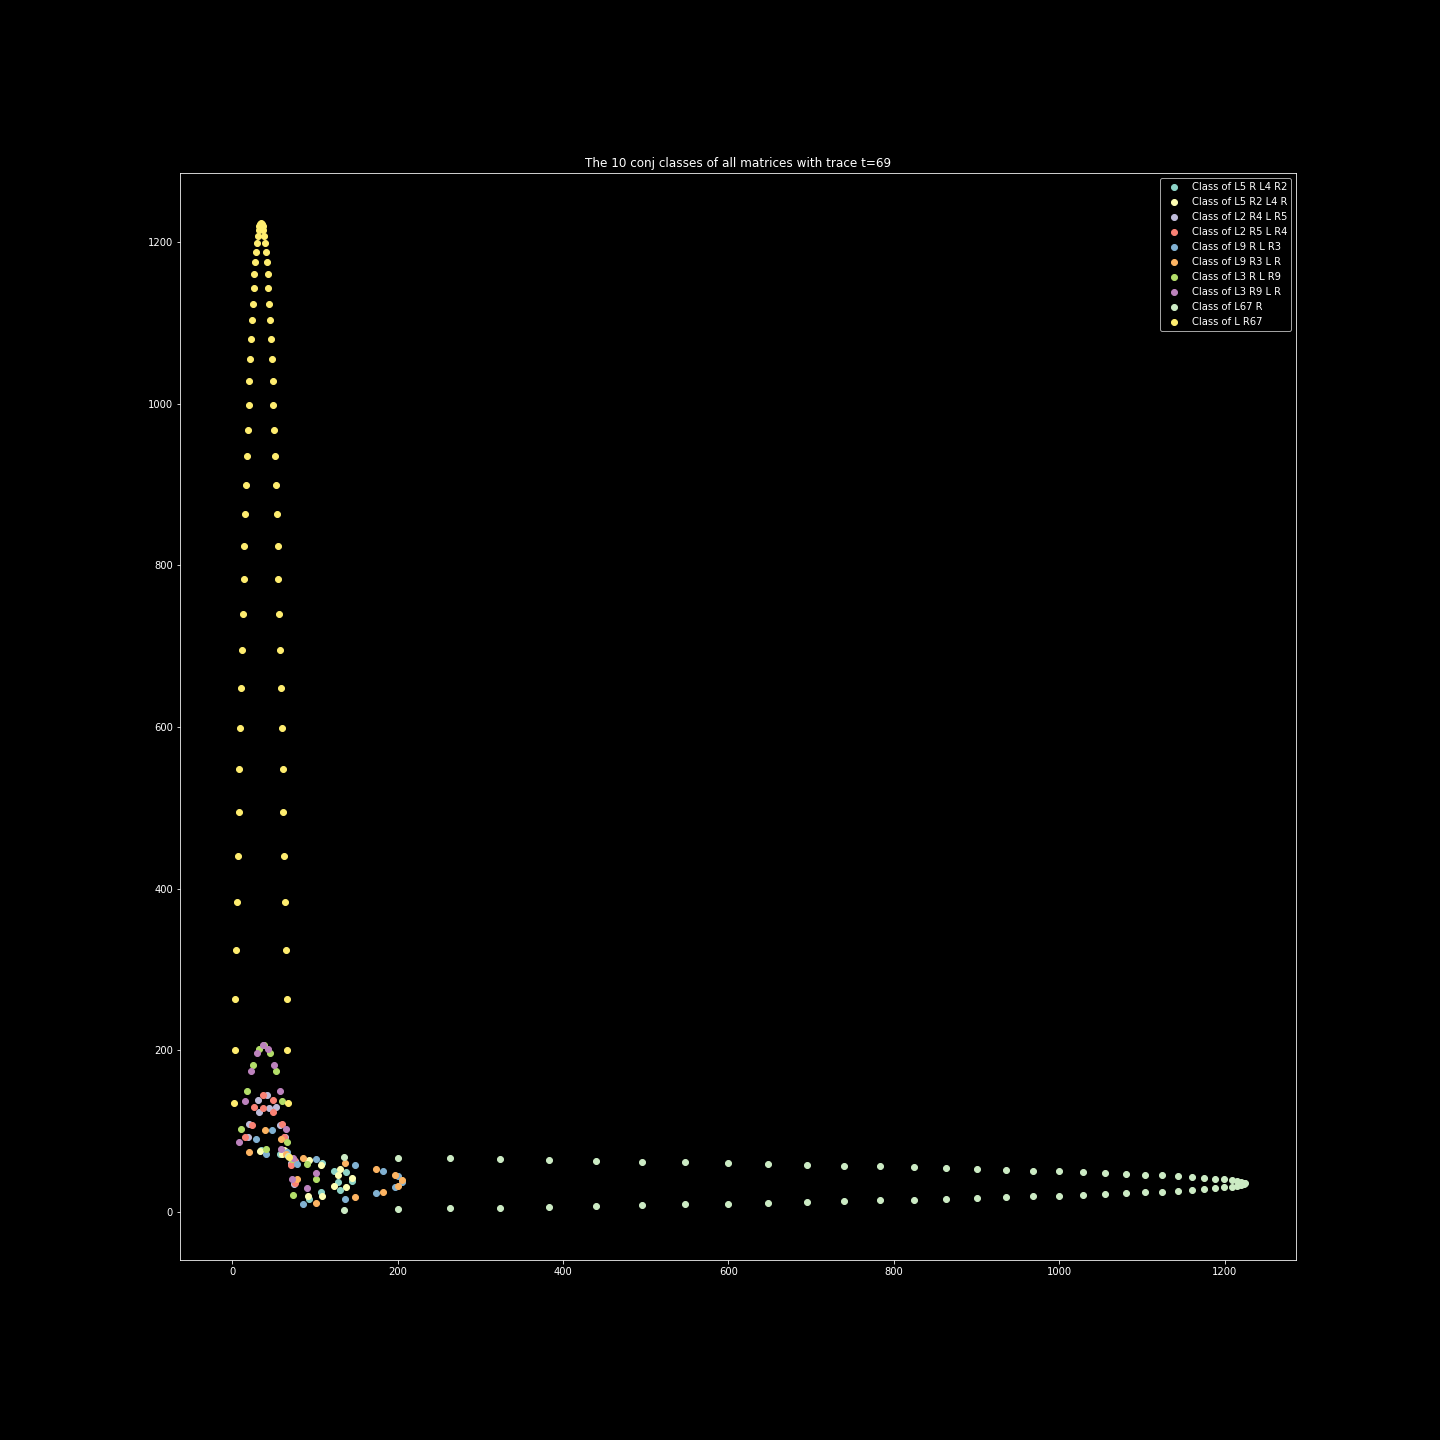 The 10 conj classes of all matrices with trace t=69
Class of L5 R L4 R2
Class of L5 R2 L4 R
Class of L2 R4 L R5
Class of L2 R5 L R4
Class of L9 R L R3
Class of L9 R3 L R
Class of L3 R L R9
Class of L3 R9 L R
Class of L67 R
Class of L R67
1200
1000
800
600
400
200
0
0 200 400 600 800 1000 1200